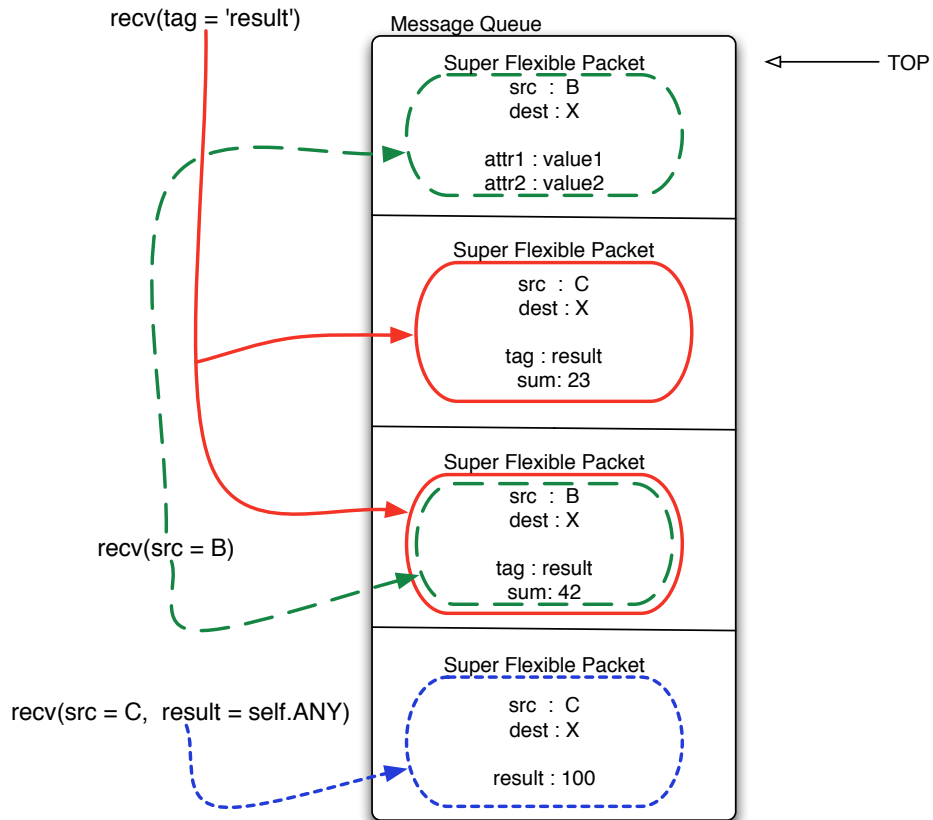 recv(tag = 'result')
Message Queue
TOP
Super Flexible Packet
src : B
dest : X
attr1 : value1
attr2 : value2
Super Flexible Packet
src : C
dest : X
tag : result
sum: 23
Super Flexible Packet
src : B
dest : X
tag : result
sum: 42
recv(src = B)
Super Flexible Packet
src : C
dest : X
result : 100
recv(src = C, result = self.ANY)